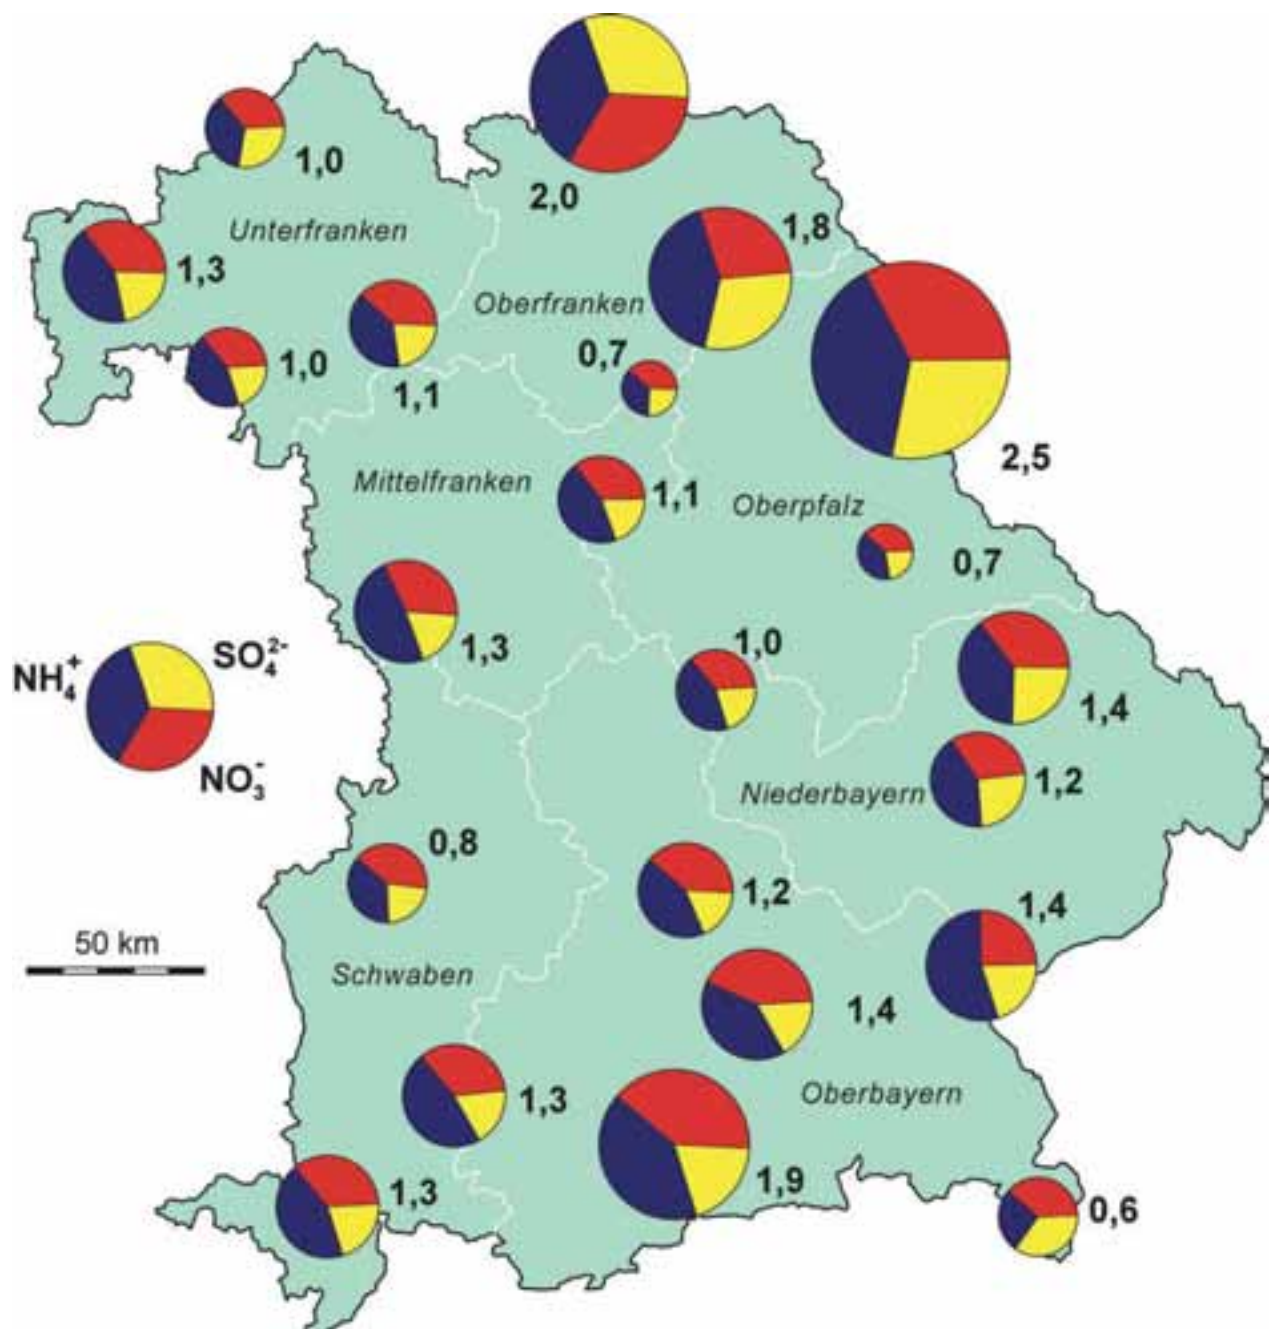 1,0
2,0
Unterfranken
1,8
1,3
Oberfranken
0,7
1,0
1,1
2,5
Mittelfranken
1,1
Oberpfalz
0,7
1,3
1,0
NH₄⁺
SO₄²⁻
NO₃⁻
1,4
Niederbayern
1,2
0,8
1,2
1,4
50 km
Schwaben
1,4
Oberbayern
1,3
1,9
1,3
0,6